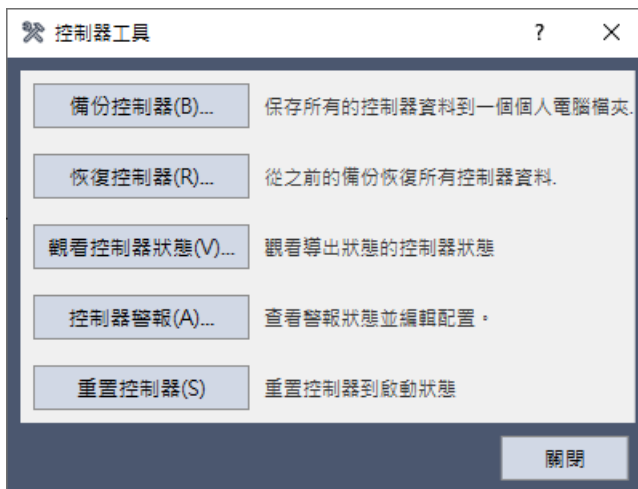 控制器工具
?
備份控制器(B)...
保存所有的控制器資料到一個個人電腦檔夾.
恢復控制器(R)...
從之前的備份恢復所有控制器資料.
觀看控制器狀態(V)...
觀看導出狀態的控制器狀態
控制器警報(A)...
查看警報狀態並編輯配置。
重置控制器(S)
重置控制器到啟動狀態
關閉